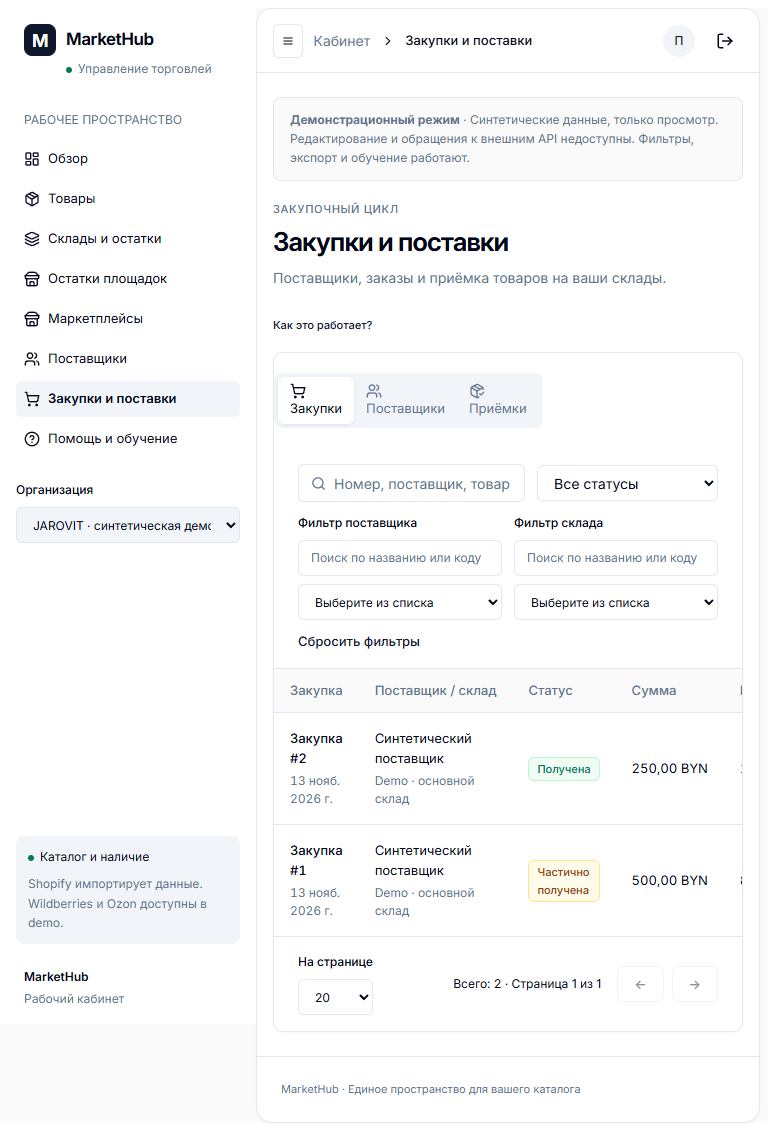 M MarketHub
Управление торговлей
РАБОЧЕЕ ПРОСТРАНСТВО
Обзор
Товары
Склады и остатки
Остатки площадок
Маркетплейсы
Поставщики
Закупки и поставки
Помощь и обучение
Организация
JAROVIT · синтетическая демо
Каталог и наличие
Shopify импортирует данные.
Wildberries и Ozon доступны в
demo.
MarketHub
Рабочий кабинет
Кабинет > Закупки и поставки
П
Демонстрационный режим · Синтетические данные, только просмотр.
Редактирование и обращения к внешним API недоступны. Фильтры,
экспорт и обучение работают.
ЗАКУПОЧНЫЙ ЦИКЛ
Закупки и поставки
Поставщики, заказы и приёмка товаров на ваши склады.
Как это работает?
Закупки Поставщики Приёмки
Номер, поставщик, товар Все статусы
Фильтр поставщика Фильтр склада
Поиск по названию или коду Поиск по названию или коду
Выберите из списка Выберите из списка
Сбросить фильтры
Закупка Поставщик / склад Статус Сумма
Закупка #2 Синтетический поставщик Получена 250,00 BYN
13 нояб. 2026 г. Demo · основной склад
Закупка #1 Синтетический поставщик Частично получена 500,00 BYN
13 нояб. 2026 г. Demo · основной склад
На странице
20 Всего: 2 · Страница 1 из 1 ← →
MarketHub · Единое пространство для вашего каталога